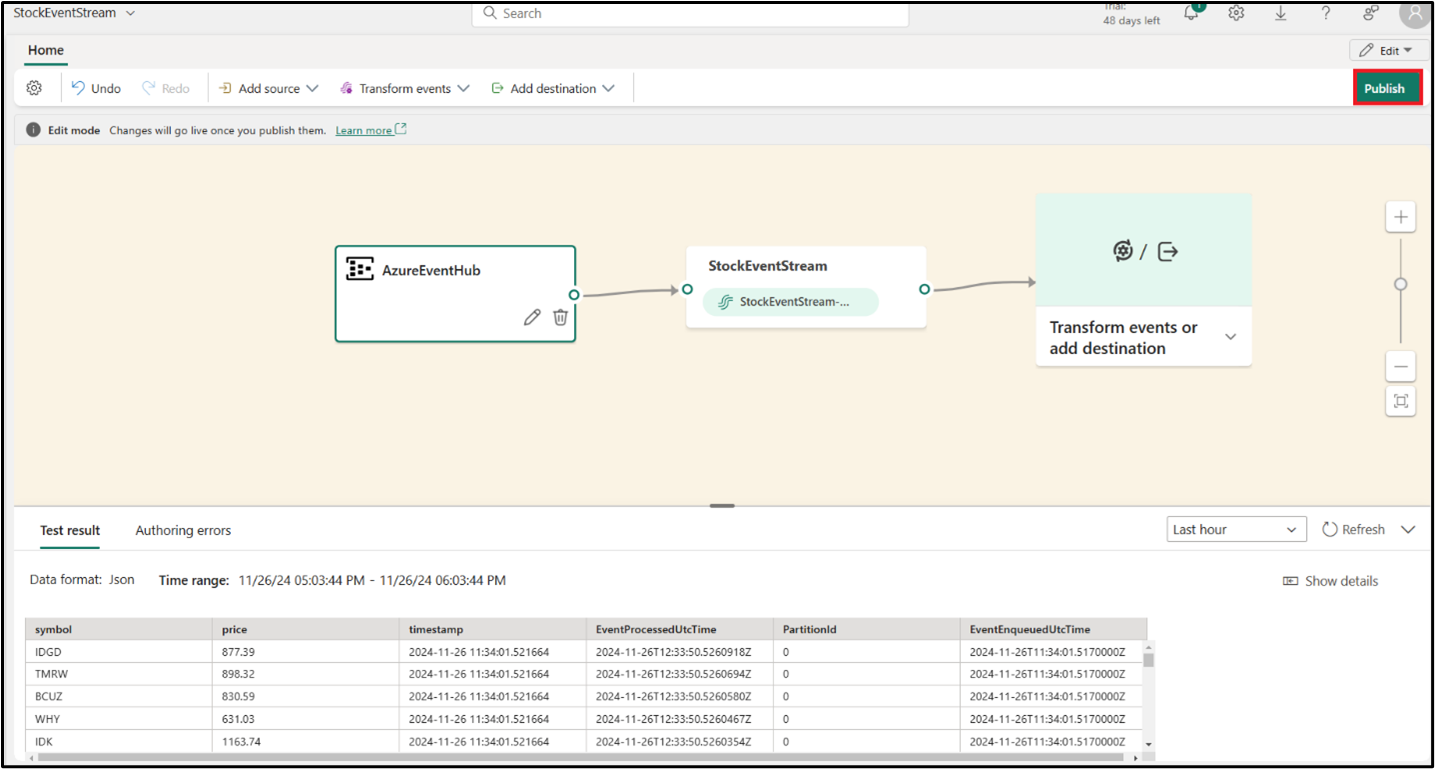 StockEventStream
Search
Trial:
48 days left
1
Home
Edit
Undo
Redo
Add source
Transform events
Add destination
Publish
Edit mode Changes will go live once you publish them. Learn more
AzureEventHub
StockEventStream
StockEventStream-...
/
Transform events or
add destination
Test result
Authoring errors
Last hour
Refresh
Data format: Json
Time range: 11/26/24 05:03:44 PM - 11/26/24 06:03:44 PM
Show details
symbol price timestamp EventProcessedUtcTime PartitionId EventEnqueuedUtcTime
IDGD 877.39 2024-11-26 11:34:01.521664 2024-11-26T12:33:50.5260918Z 0 2024-11-26T11:34:01.5170000Z
TMRW 898.32 2024-11-26 11:34:01.521664 2024-11-26T12:33:50.5260694Z 0 2024-11-26T11:34:01.5170000Z
BCUZ 830.59 2024-11-26 11:34:01.521664 2024-11-26T12:33:50.5260580Z 0 2024-11-26T11:34:01.5170000Z
WHY 631.03 2024-11-26 11:34:01.521664 2024-11-26T12:33:50.5260467Z 0 2024-11-26T11:34:01.5170000Z
IDK 1163.74 2024-11-26 11:34:01.521664 2024-11-26T12:33:50.5260354Z 0 2024-11-26T11:34:01.5170000Z